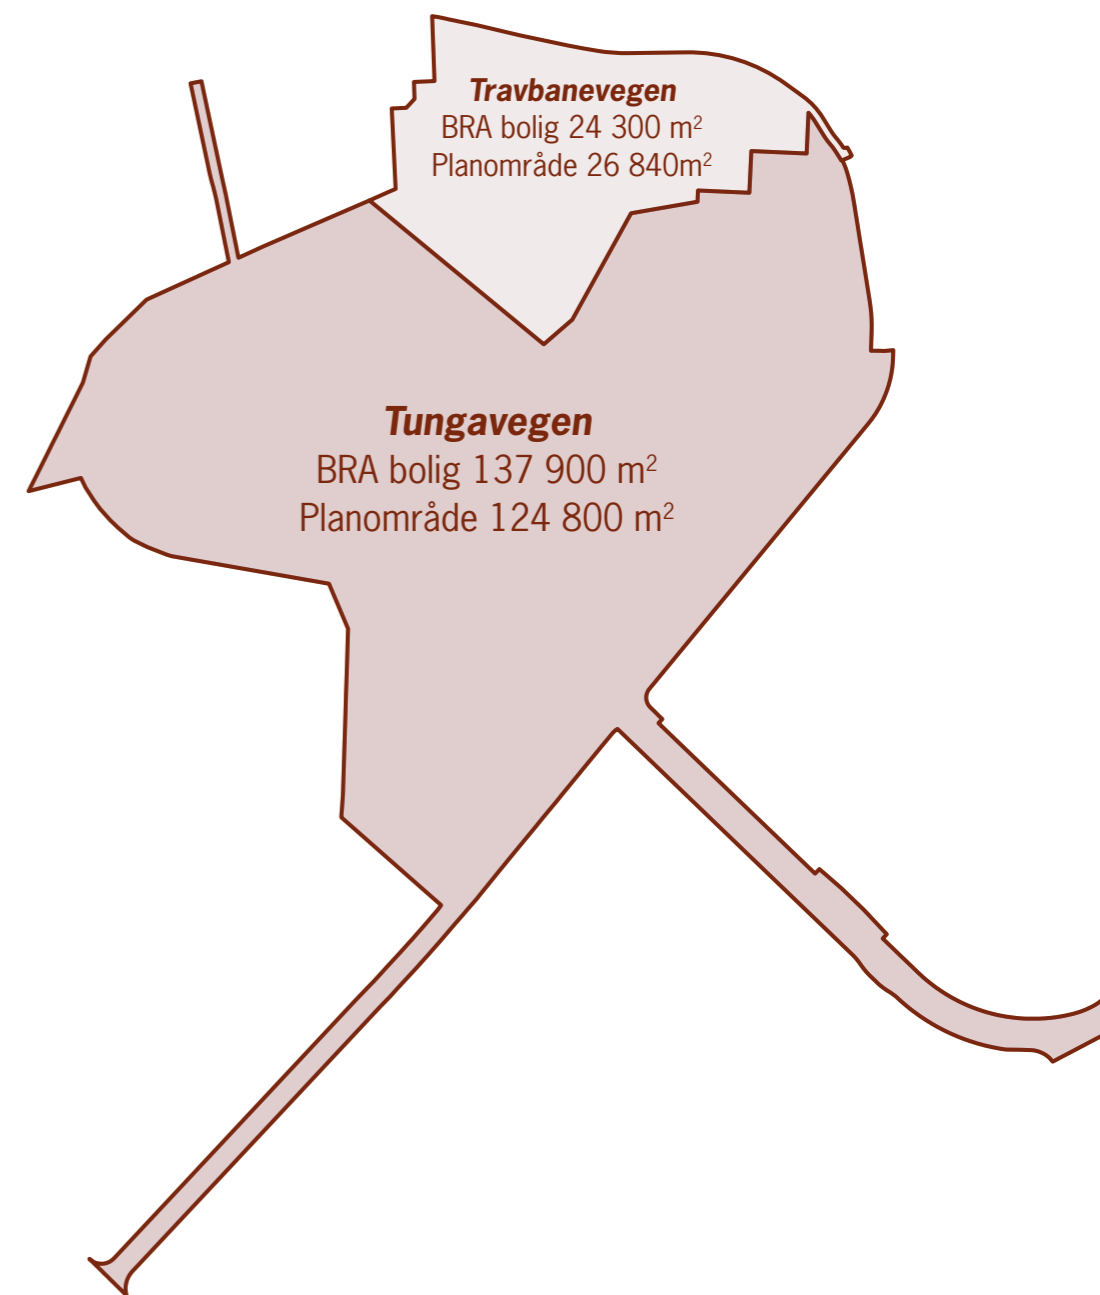 Travbanevegen
BRA bolig 24 300 m²
Planområde 26 840m²
Tungavegen
BRA bolig 137 900 m²
Planområde 124 800 m²